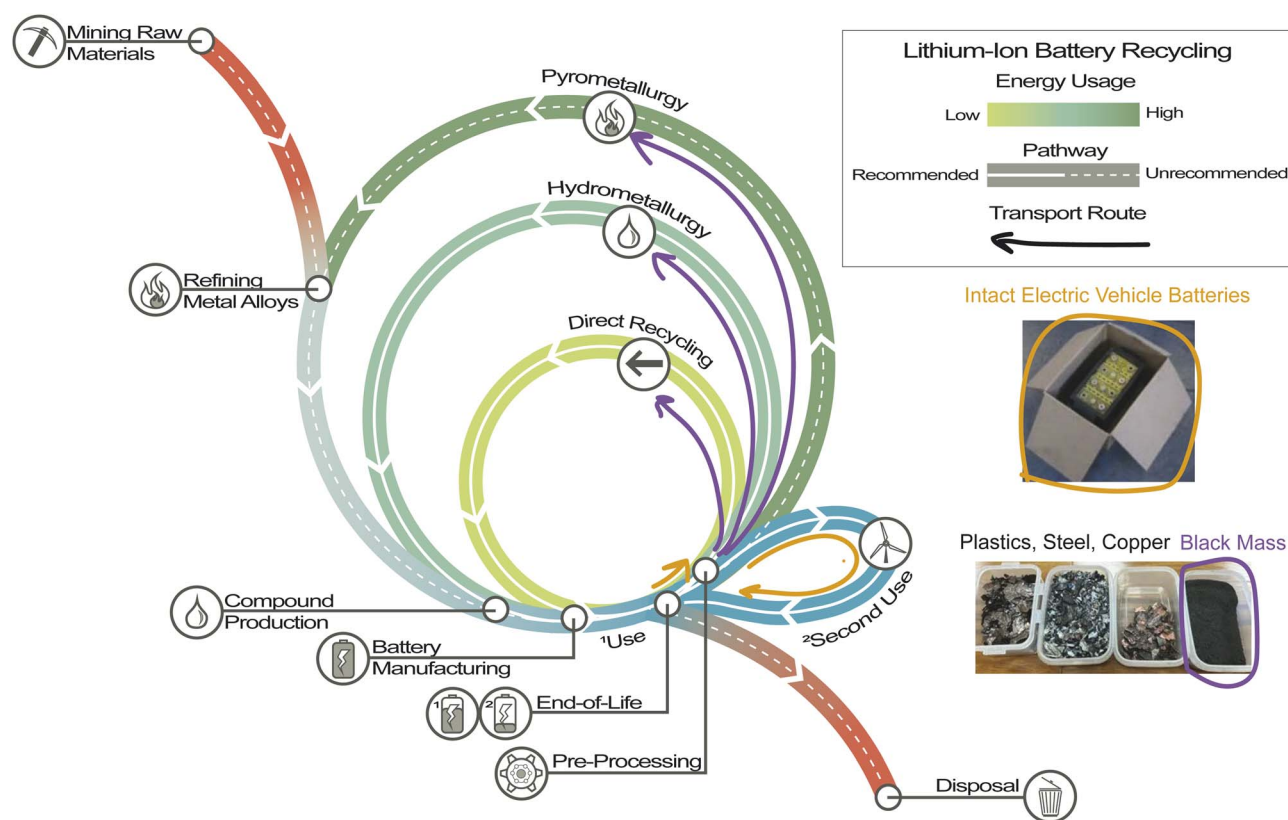 Mining Raw
Materials
Pyrometallurgy
Hydrometallurgy
Direct Recycling
Refining
Metal Alloys
Compound
Production
Battery
Manufacturing
1 2
End-of-Life
Pre-Processing
¹Use
²Second Use
Disposal
Lithium-Ion Battery Recycling
Energy Usage
Low High
Pathway
Recommended Unrecommended
Transport Route
Intact Electric Vehicle Batteries
Plastics, Steel, Copper Black Mass